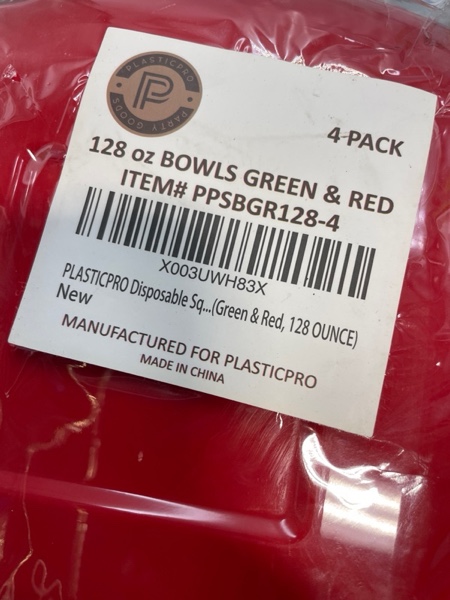 PLASTICPRO
P
PARTY GOODS
4 PACK
128 oz BOWLS GREEN & RED
ITEM# PPSBGR128-4
X003UWH83X
PLASTICPRO Disposable Sq...(Green & Red, 128 OUNCE)
New
MANUFACTURED FOR PLASTICPRO
MADE IN CHINA